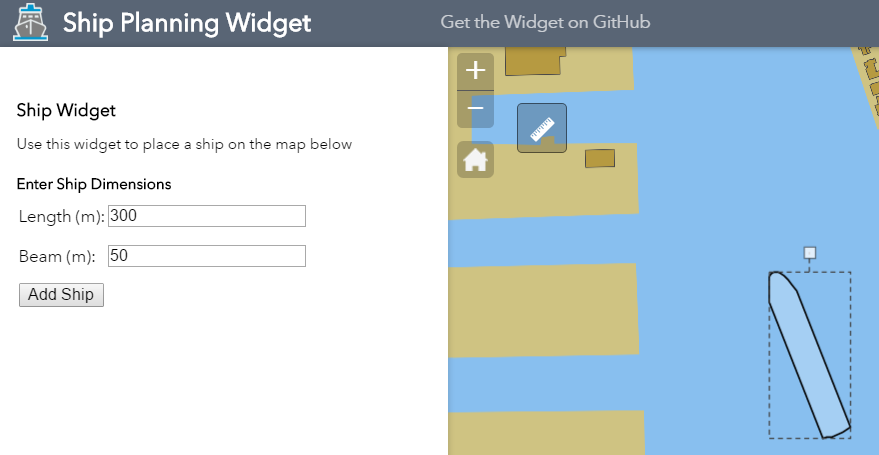 Ship Planning Widget
Get the Widget on GitHub
Ship Widget
Use this widget to place a ship on the map below
Enter Ship Dimensions
Length (m): 300
Beam (m): 50
Add Ship
+
−